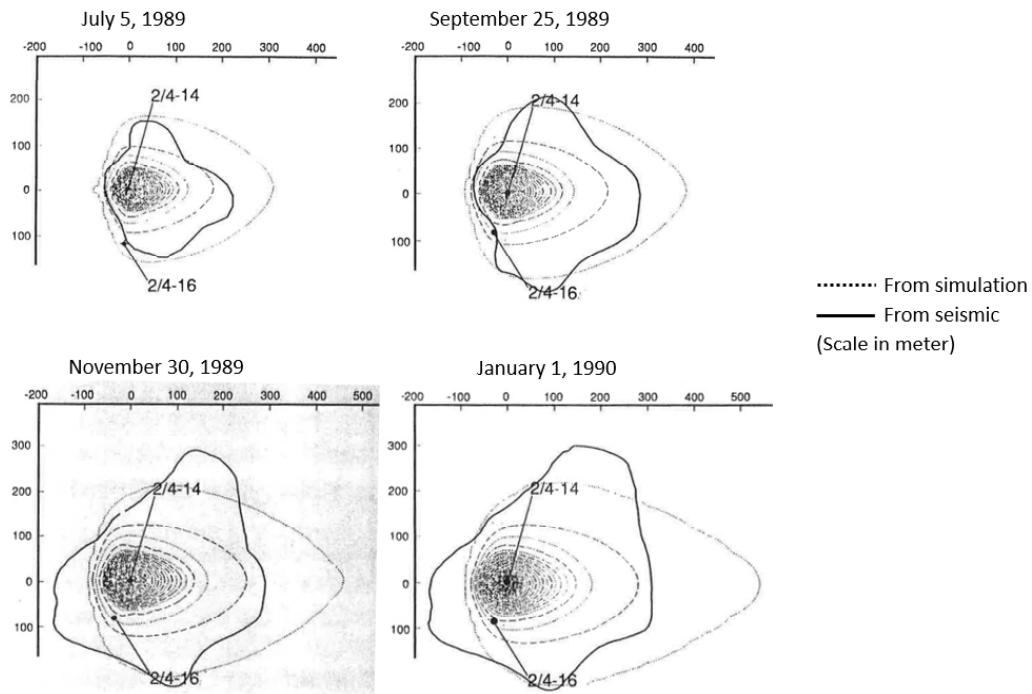 July 5, 1989
-200 -100 0 100 200 300 400
200
100
0
100
2/4-14
2/4-16
September 25, 1989
-200 -100 0 100 200 300 400
200
100
0
100
2/4-14
2/4-16
From simulation
From seismic
(Scale in meter)
November 30, 1989
-200 -100 0 100 200 300 400 500
300
200
100
0
100
2/4-14
2/4-16
January 1, 1990
-200 -100 0 100 200 300 400 500
300
200
100
0
100
2/4-14
2/4-16